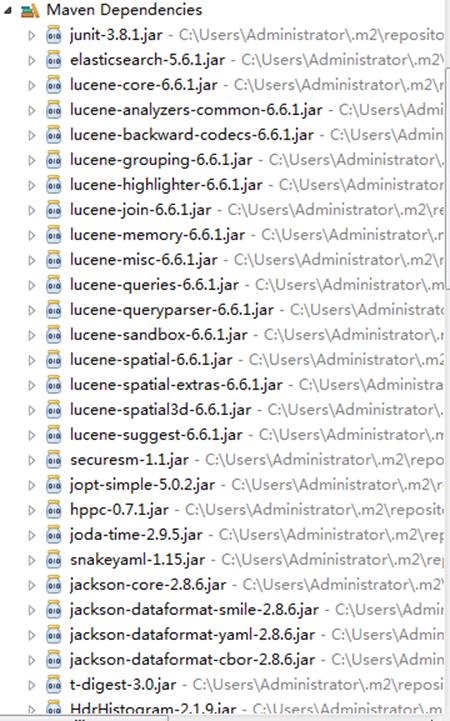 Maven Dependencies
junit-3.8.1.jar - C:\Users\Administrator\.m2\reposito
elasticsearch-5.6.1.jar - C:\Users\Administrator\.m2\
lucene-core-6.6.1.jar - C:\Users\Administrator\.m2\re
lucene-analyzers-common-6.6.1.jar - C:\Users\Admi
lucene-backward-codecs-6.6.1.jar - C:\Users\Admin
lucene-grouping-6.6.1.jar - C:\Users\Administrator\.
lucene-highlighter-6.6.1.jar - C:\Users\Administrator
lucene-join-6.6.1.jar - C:\Users\Administrator\.m2\re
lucene-memory-6.6.1.jar - C:\Users\Administrator\.r
lucene-misc-6.6.1.jar - C:\Users\Administrator\.m2\r
lucene-queries-6.6.1.jar - C:\Users\Administrator\.m
lucene-queryparser-6.6.1.jar - C:\Users\Administrato
lucene-sandbox-6.6.1.jar - C:\Users\Administrator\.r
lucene-spatial-6.6.1.jar - C:\Users\Administrator\.m2
lucene-spatial-extras-6.6.1.jar - C:\Users\Administra
lucene-spatial3d-6.6.1.jar - C:\Users\Administrator\.
lucene-suggest-6.6.1.jar - C:\Users\Administrator\.m
securesm-1.1.jar - C:\Users\Administrator\.m2\repo
jopt-simple-5.0.2.jar - C:\Users\Administrator\.m2\r
hppc-0.7.1.jar - C:\Users\Administrator\.m2\reposit
joda-time-2.9.5.jar - C:\Users\Administrator\.m2\rep
snakeyaml-1.15.jar - C:\Users\Administrator\.m2\rep
jackson-core-2.8.6.jar - C:\Users\Administrator\.m2\
jackson-dataformat-smile-2.8.6.jar - C:\Users\Admir
jackson-dataformat-yaml-2.8.6.jar - C:\Users\Admin
jackson-dataformat-cbor-2.8.6.jar - C:\Users\Admin
t-digest-3.0.jar - C:\Users\Administrator\.m2\reposi
HdrHistogram-2.1.9.jar - C:\Users\Administrator\.m